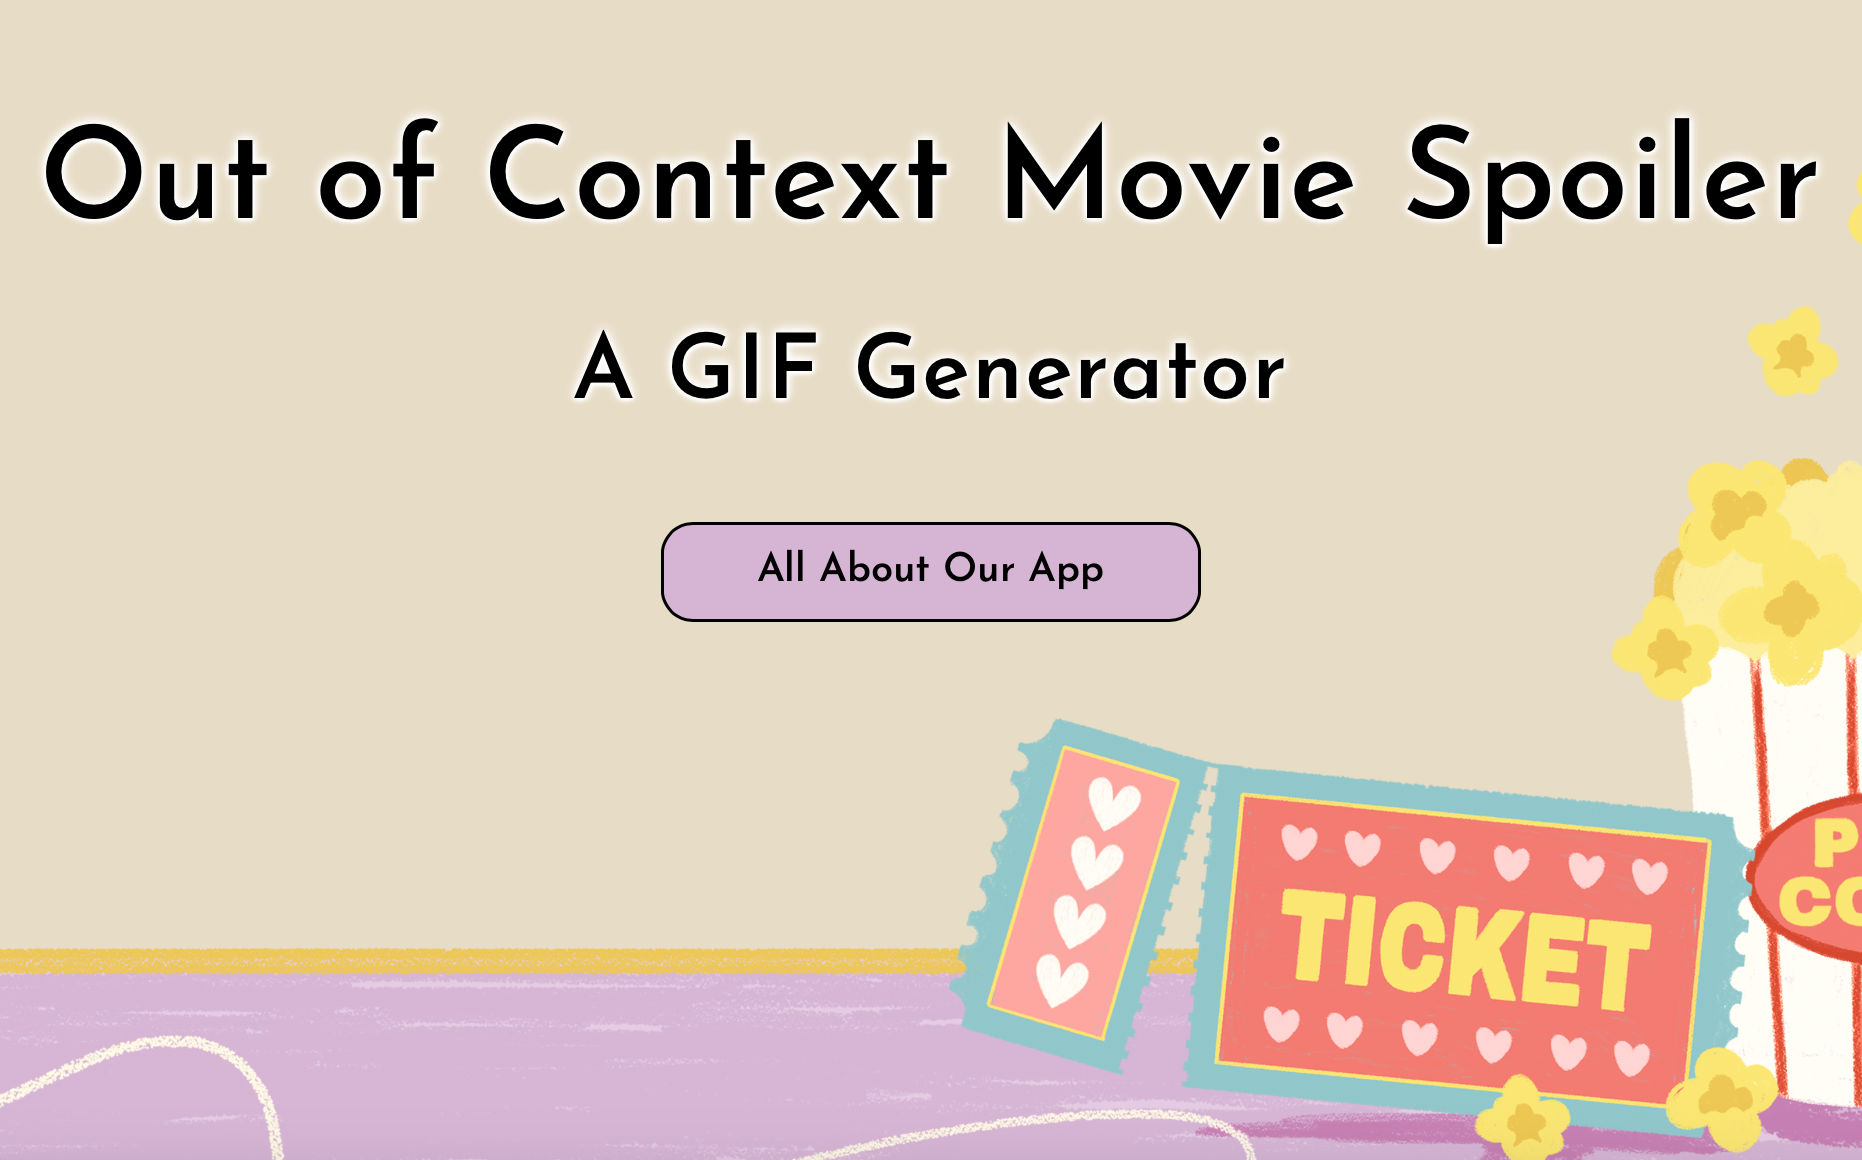 Out of Context Movie Spoiler
A GIF Generator
All About Our App
TICKET